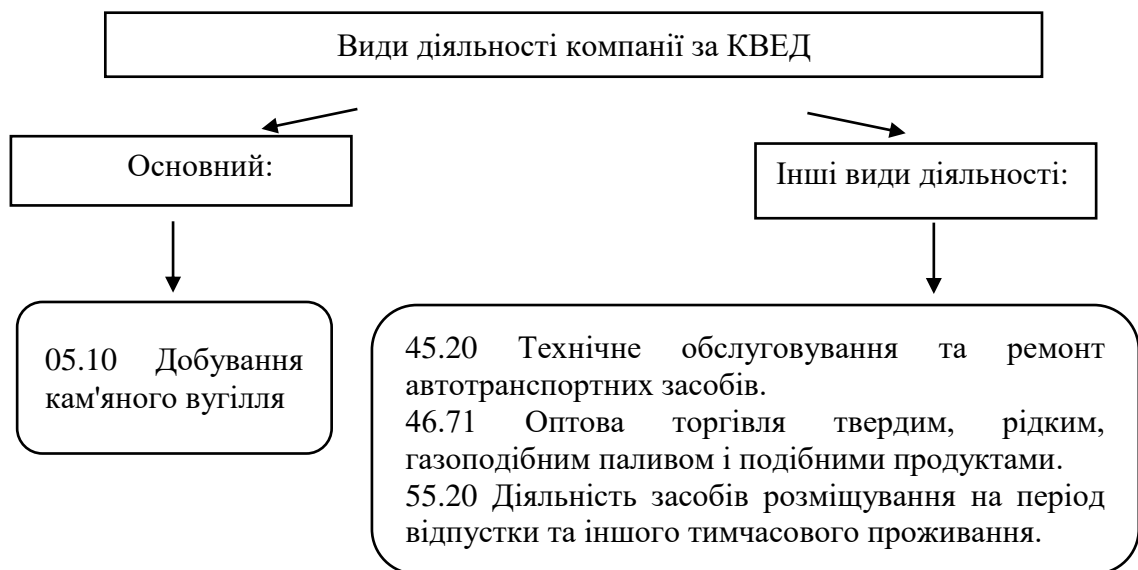 Види діяльності компанії за КВЕД
Основний:
Інші види діяльності:
05.10 Добування
кам'яного вугілля
45.20 Технічне обслуговування та ремонт
автотранспортних засобів.
46.71 Оптова торгівля твердим, рідким,
газоподібним паливом і подібними продуктами.
55.20 Діяльність засобів розміщування на період
відпустки та іншого тимчасового проживання.